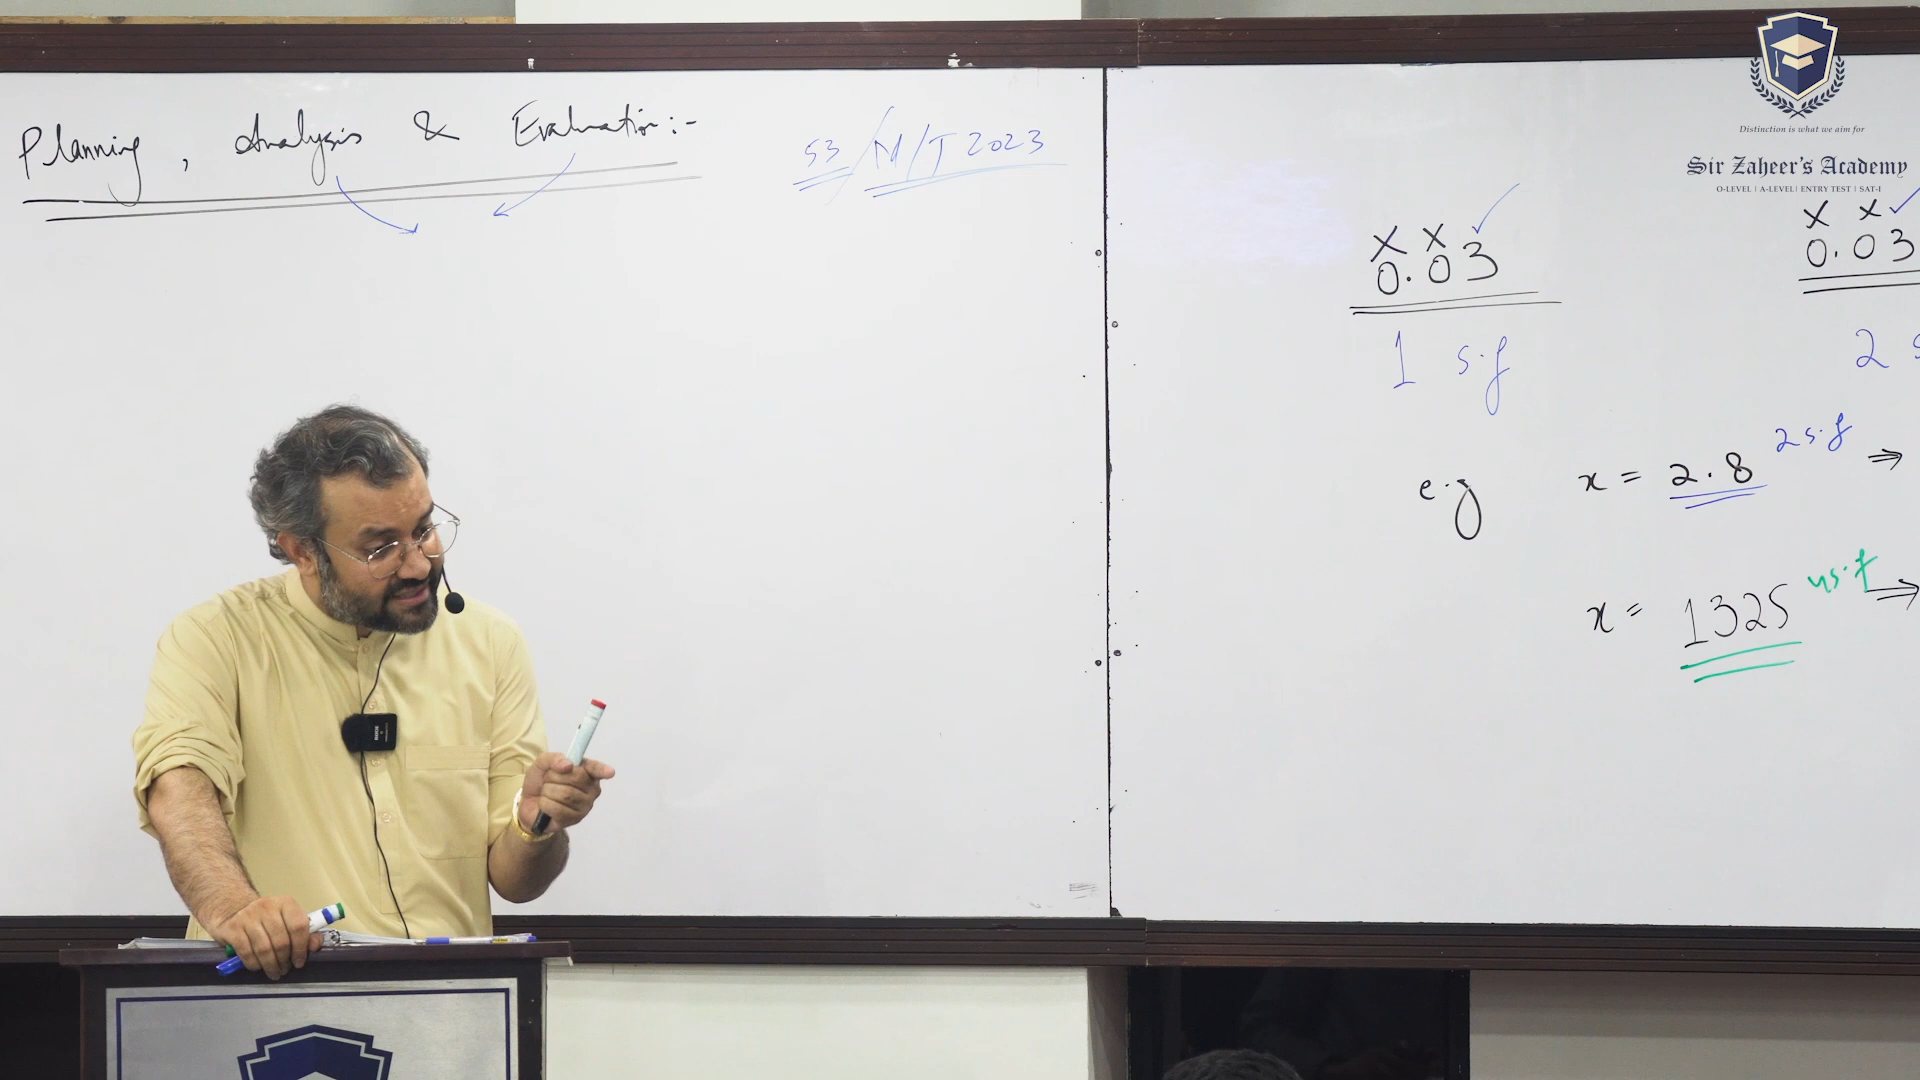 Planning, Analysis & Evaluation:-
53/M/J 2023
Distinction is what we aim for
Sir Zaheer's Academy
O-LEVEL | A-LEVEL | ENTRY TEST | SAT-I
x x ✓
0.03
1 s.f
x x ✓
0.03
2
e.g x = 2.8 2 s.f ⇒
x = 1325 4 s.f ⇒